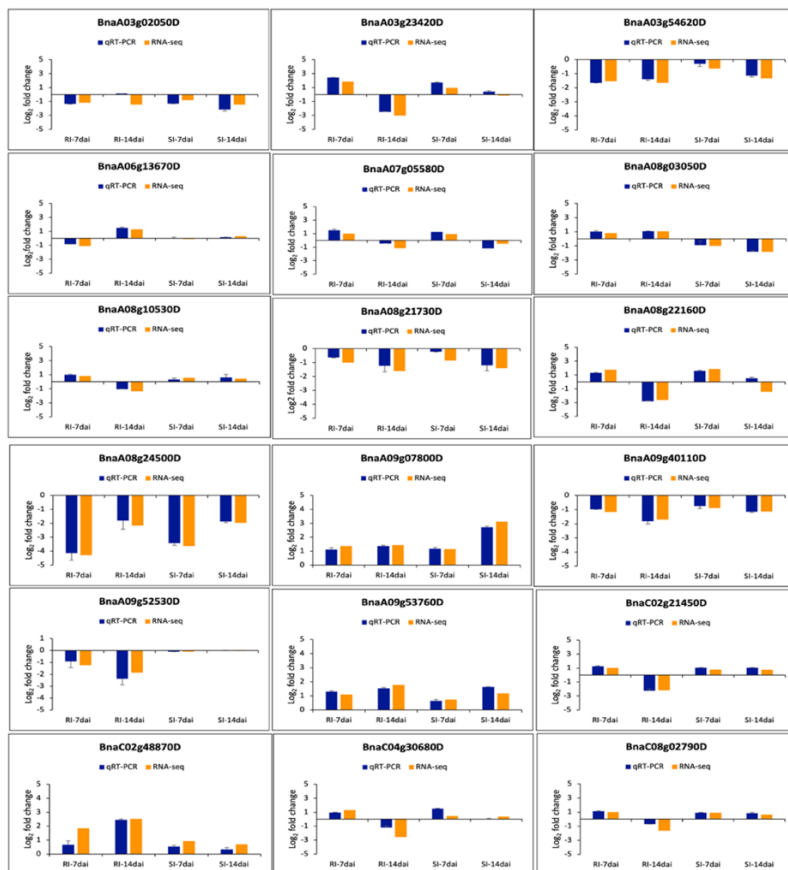 BnaA03g02050D
qRT-PCR RNA-seq
Log2 fold change
5
3
1
-1
-3
-5
RI-7dai RI-14dai SI-7dai SI-14dai
BnaA03g23420D
qRT-PCR RNA-seq
Log2 fold change
5
3
1
-1
-3
-5
RI-7dai RI-14dai SI-7dai SI-14dai
BnaA03g54620D
qRT-PCR RNA-seq
Log2 fold change
0
-1
-2
-3
-4
-5
RI-7dai RI-14dai SI-7dai SI-14dai
BnaA06g13670D
qRT-PCR RNA-seq
Log2 fold change
5
3
1
-1
-3
-5
RI-7dai RI-14dai SI-7dai SI-14dai
BnaA07g05580D
qRT-PCR RNA-seq
Log2 fold change
5
3
1
-1
-3
-5
RI-7dai RI-14dai SI-7dai SI-14dai
BnaA08g03050D
qRT-PCR RNA-seq
Log2 fold change
5
3
1
-1
-3
-5
RI-7dai RI-14dai SI-7dai SI-14dai
BnaA08g10530D
qRT-PCR RNA-seq
Log2 fold change
5
3
1
-1
-3
-5
RI-7dai RI-14dai SI-7dai SI-14dai
BnaA08g21730D
qRT-PCR RNA-seq
Log2 fold change
0
-1
-2
-3
-4
-5
RI-7dai RI-14dai SI-7dai SI-14dai
BnaA08g22160D
qRT-PCR RNA-seq
Log2 fold change
5
3
1
-1
-3
-5
RI-7dai RI-14dai SI-7dai SI-14dai
BnaA08g24500D
qRT-PCR RNA-seq
Log2 fold change
0
-1
-2
-3
-4
-5
RI-7dai RI-14dai SI-7dai SI-14dai
BnaA09g07800D
qRT-PCR RNA-seq
Log2 fold change
5
4
3
2
1
0
RI-7dai RI-14dai SI-7dai SI-14dai
BnaA09g40110D
qRT-PCR RNA-seq
Log2 fold change
0
-1
-2
-3
-4
-5
RI-7dai RI-14dai SI-7dai SI-14dai
BnaA09g52530D
qRT-PCR RNA-seq
Log2 fold change
1
0
-1
-2
-3
-4
-5
RI-7dai RI-14dai SI-7dai SI-14dai
BnaA09g53760D
qRT-PCR RNA-seq
Log2 fold change
5
4
3
2
1
0
RI-7dai RI-14dai SI-7dai SI-14dai
BnaC02g21450D
qRT-PCR RNA-seq
Log2 fold change
5
3
1
-1
-3
-5
RI-7dai RI-14dai SI-7dai SI-14dai
BnaC02g48870D
qRT-PCR RNA-seq
Log2 fold change
5
4
3
2
1
0
RI-7dai RI-14dai SI-7dai SI-14dai
BnaC04g30680D
qRT-PCR RNA-seq
Log2 fold change
5
3
1
-1
-3
-5
RI-7dai RI-14dai SI-7dai SI-14dai
BnaC08g02790D
qRT-PCR RNA-seq
Log2 fold change
5
3
1
-1
-3
-5
RI-7dai RI-14dai SI-7dai SI-14dai